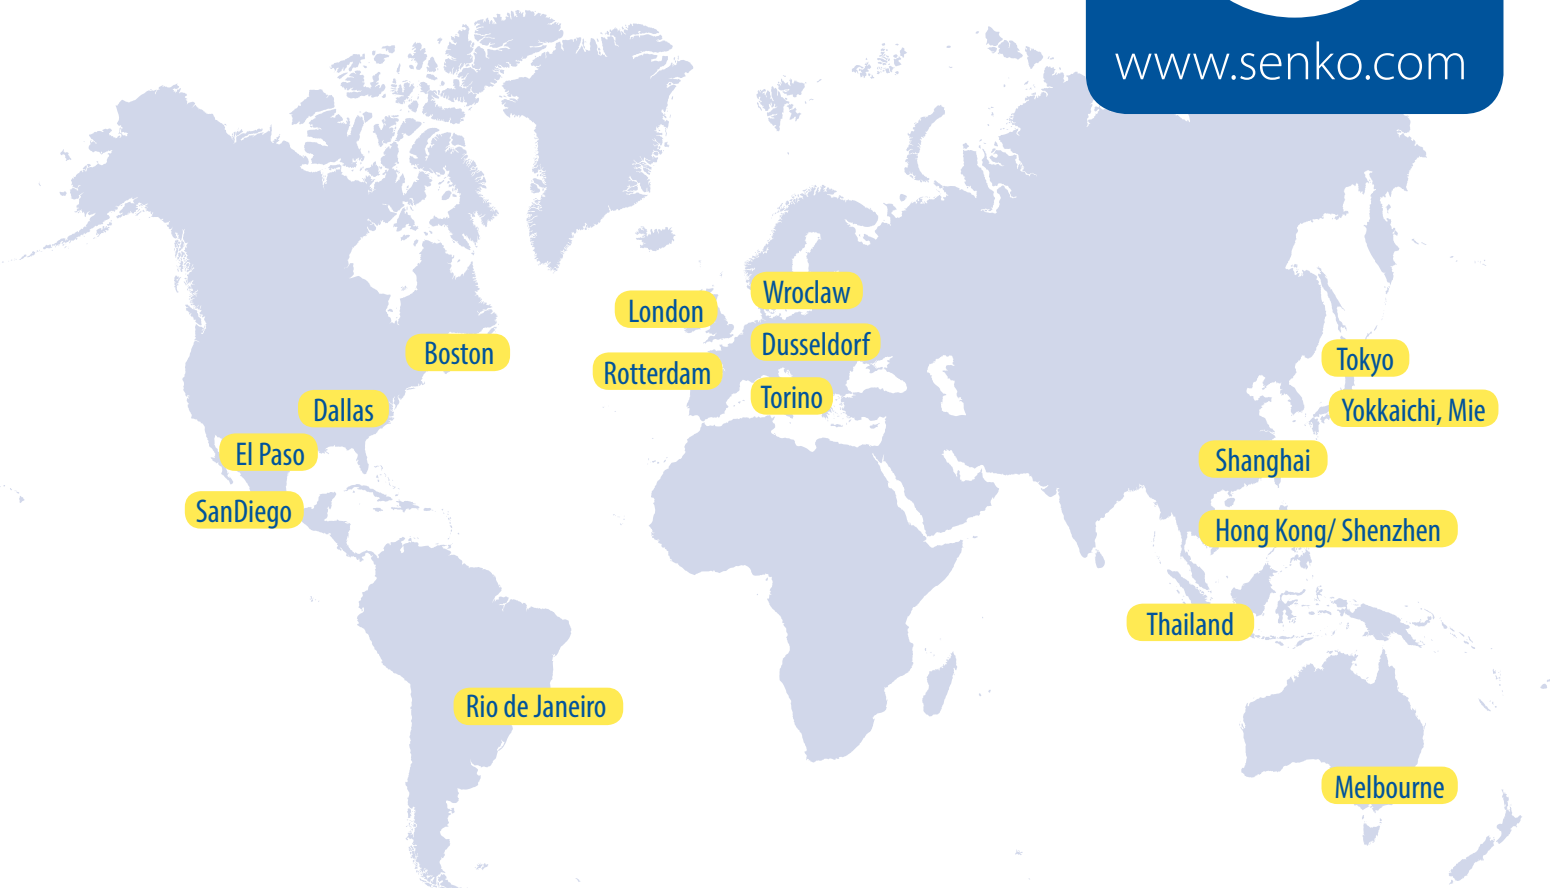 www.senko.com
Wroclaw
London
Dusseldorf
Boston
Tokyo
Rotterdam
Torino
Dallas
Yokkaichi, Mie
El Paso
Shanghai
SanDiego
Hong Kong/ Shenzhen
Thailand
Rio de Janeiro
Melbourne